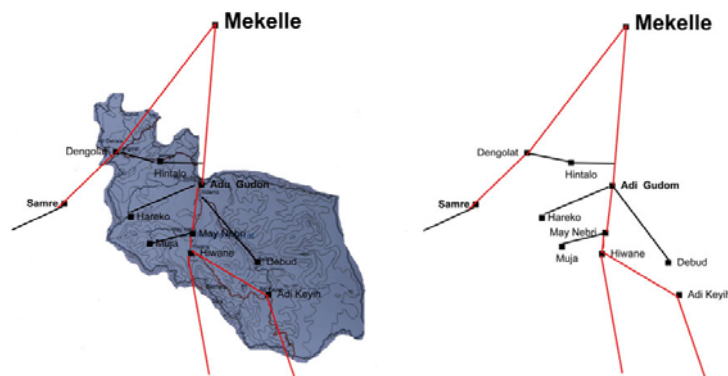 Mekelle
Dengolat
Hintalo
Samre
Adu Gudon
Hareko
May Nebri
Muja
Hiwane
Debud
Adi Keyih
Mekelle
Dengolat
Hintalo
Adi Gudom
Samre
Hareko
May Nebri
Muja
Hiwane
Debud
Adi Keyih